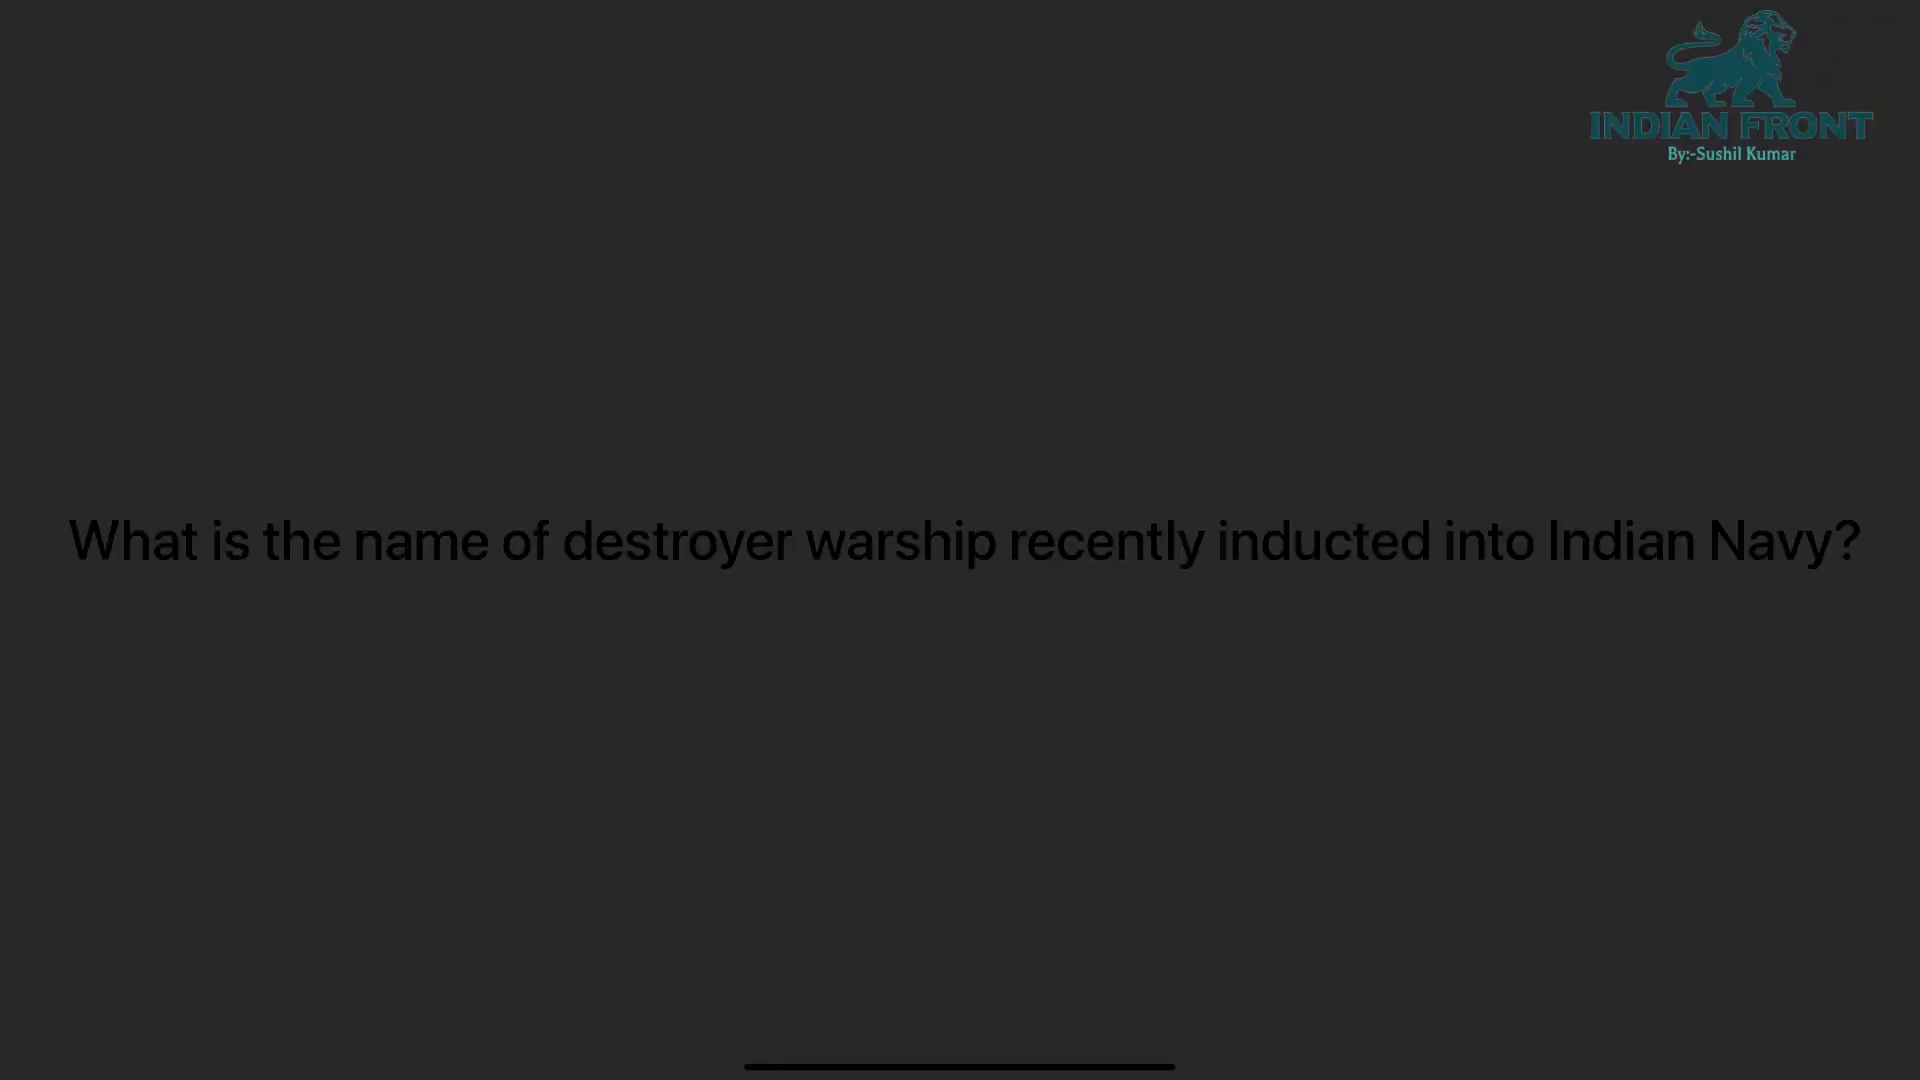 INDIAN FRONT
By:-Sushil Kumar
What is the name of destroyer warship recently inducted into Indian Navy?